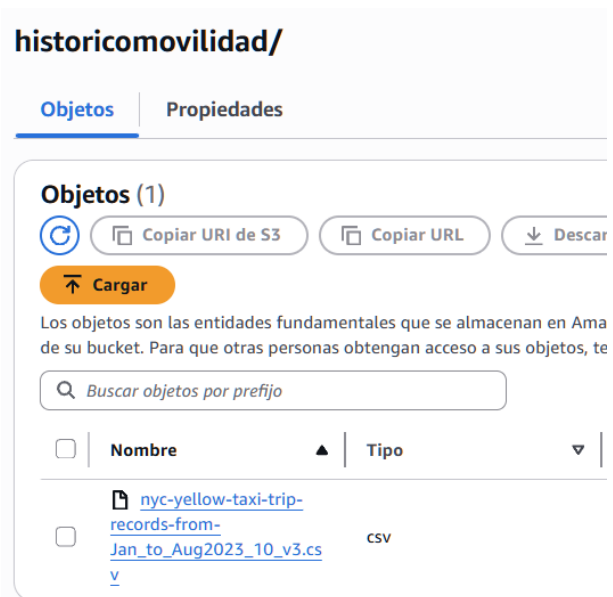 historicomovilidad/
Objetos Propiedades
Objetos (1)
Copiar URI de S3 Copiar URL
Cargar
Los objetos son las entidades fundamentales que se almacenan en
de su bucket. Para que otras personas obtengan acceso a sus objetos,
Buscar objetos por prefijo
Nombre Tipo
nyc-yellow-taxi-trip-
records-from-
Jan_to_Aug2023_10_v3.cs
v
csv